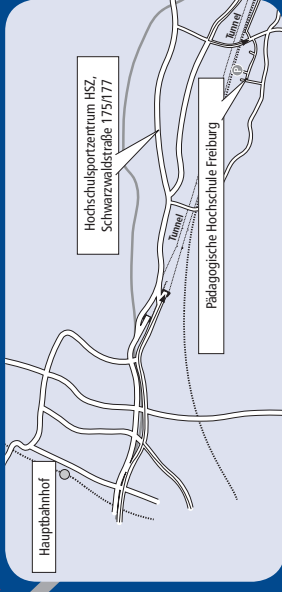 Hauptbahnhof
Hochschulsportzentrum HSZ,
Schwarzwaldstraße 175/177
Tunnel
Pädagogische Hochschule Freiburg
Tunnel
P